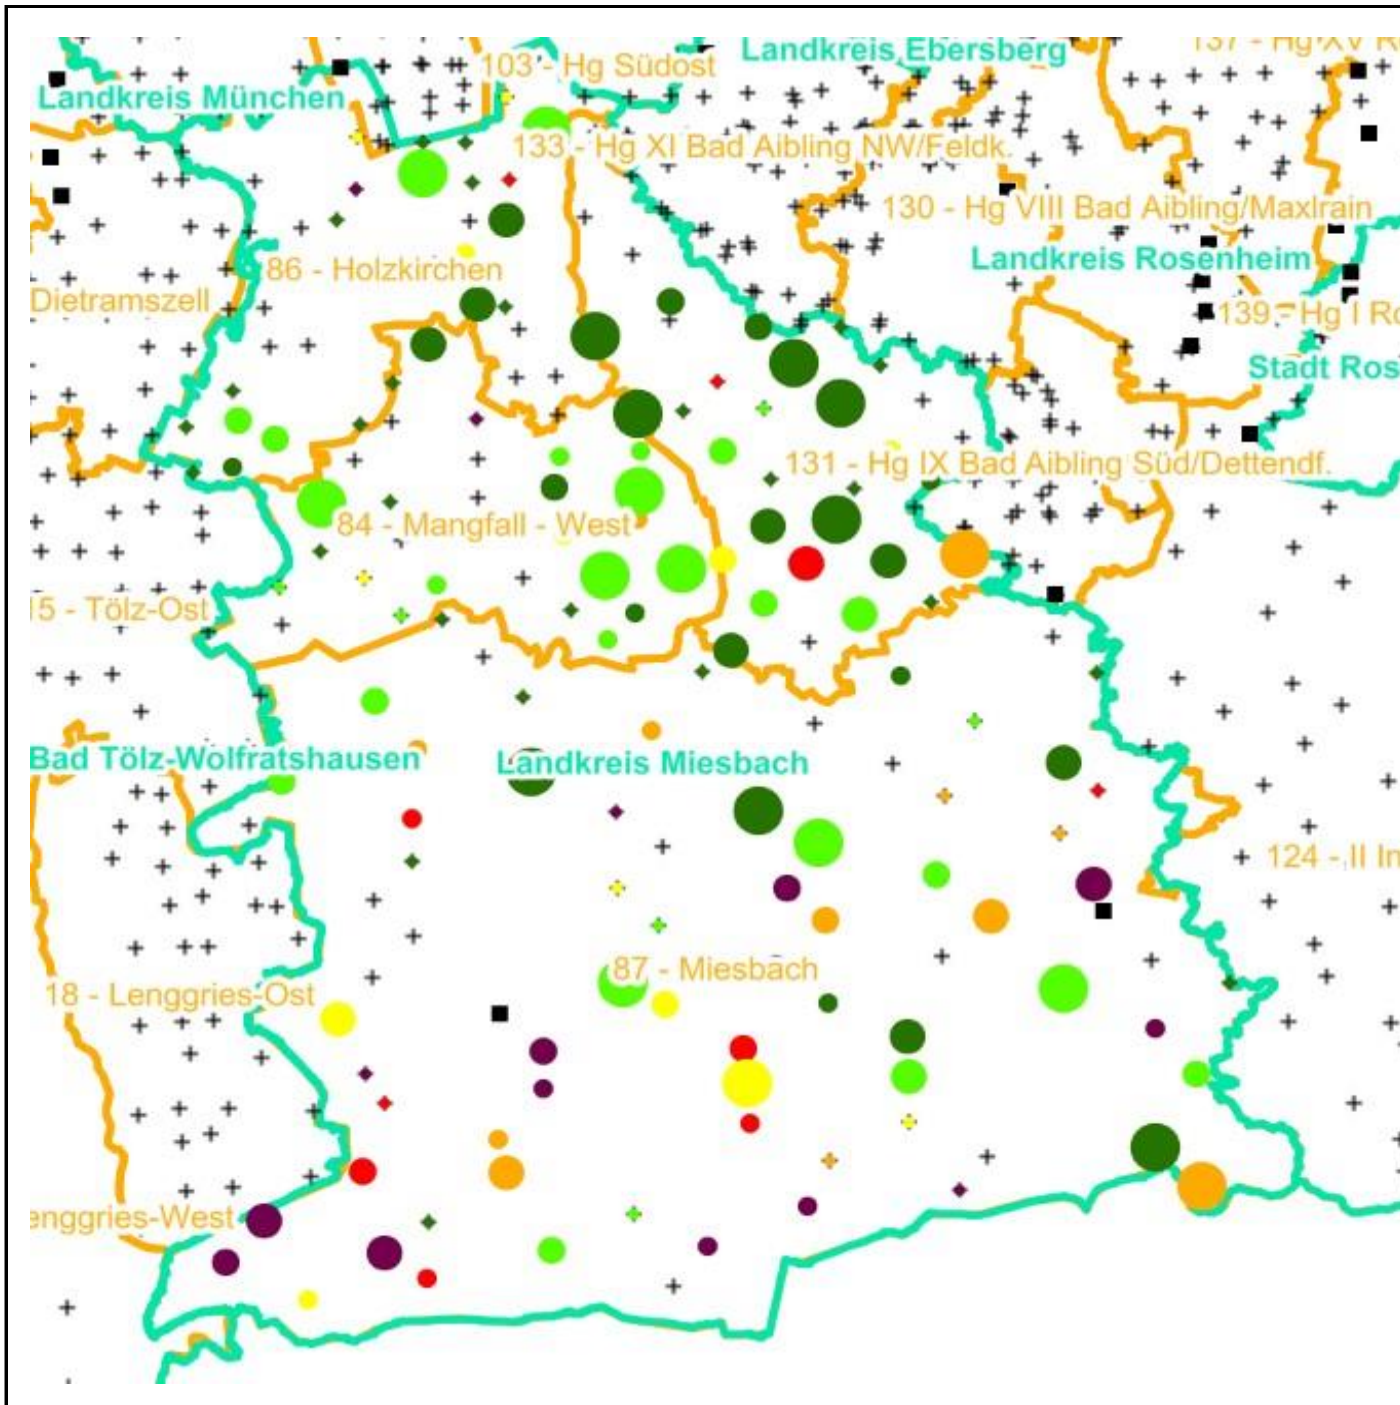 137 - Hg XV R
Landkreis Ebersberg
103 - Hg Südost
Landkreis München
133 - Hg XI Bad Aibling NW/Feldk.
130 - Hg VIII Bad Aibling/Maxlrain
Landkreis Rosenheim
86 - Holzkirchen
Dietramszell
139 - Hg I Ro
Stadt Ros
131 - Hg IX Bad Aibling Süd/Dettendf.
84 - Mangfall - West
15 - Tölz-Ost
Bad Tölz-Wolfratshausen
Landkreis Miesbach
124 - II In
87 - Miesbach
18 - Lenggries-Ost
enggries-West